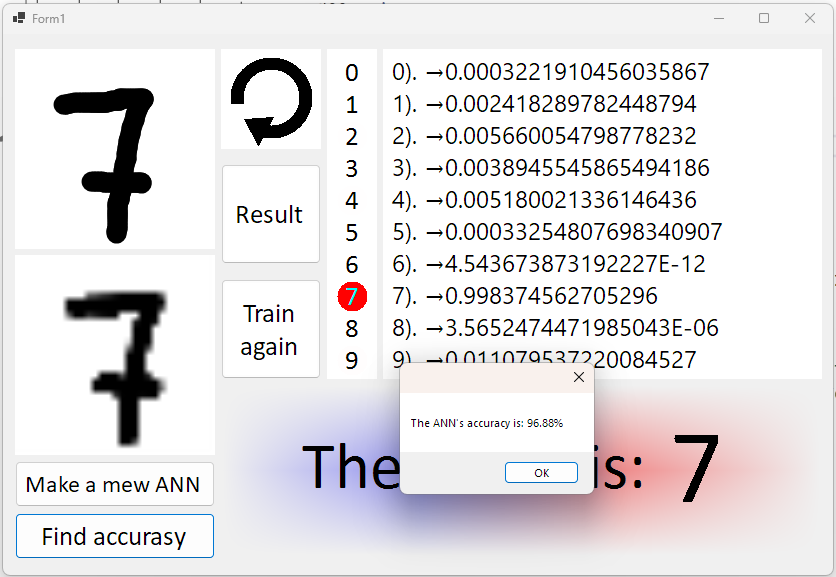 Form1
7
7
Result
Train
again
Make a mew ANN
Find accurasy
0
1
2
3
4
5
6
7
8
9
0). →0.0003221910456035867
1). →0.002418289782448794
2). →0.005660054798778232
3). →0.0038945545865494186
4). →0.005180021336146436
5). →0.00033254807698340907
6). →4.543673873192227E-12
7). →0.998374562705296
8). →3.5652474471985043E-06
9). →0.011079537220084527
The ANN's accuracy is: 96.88%
OK
The is: 7